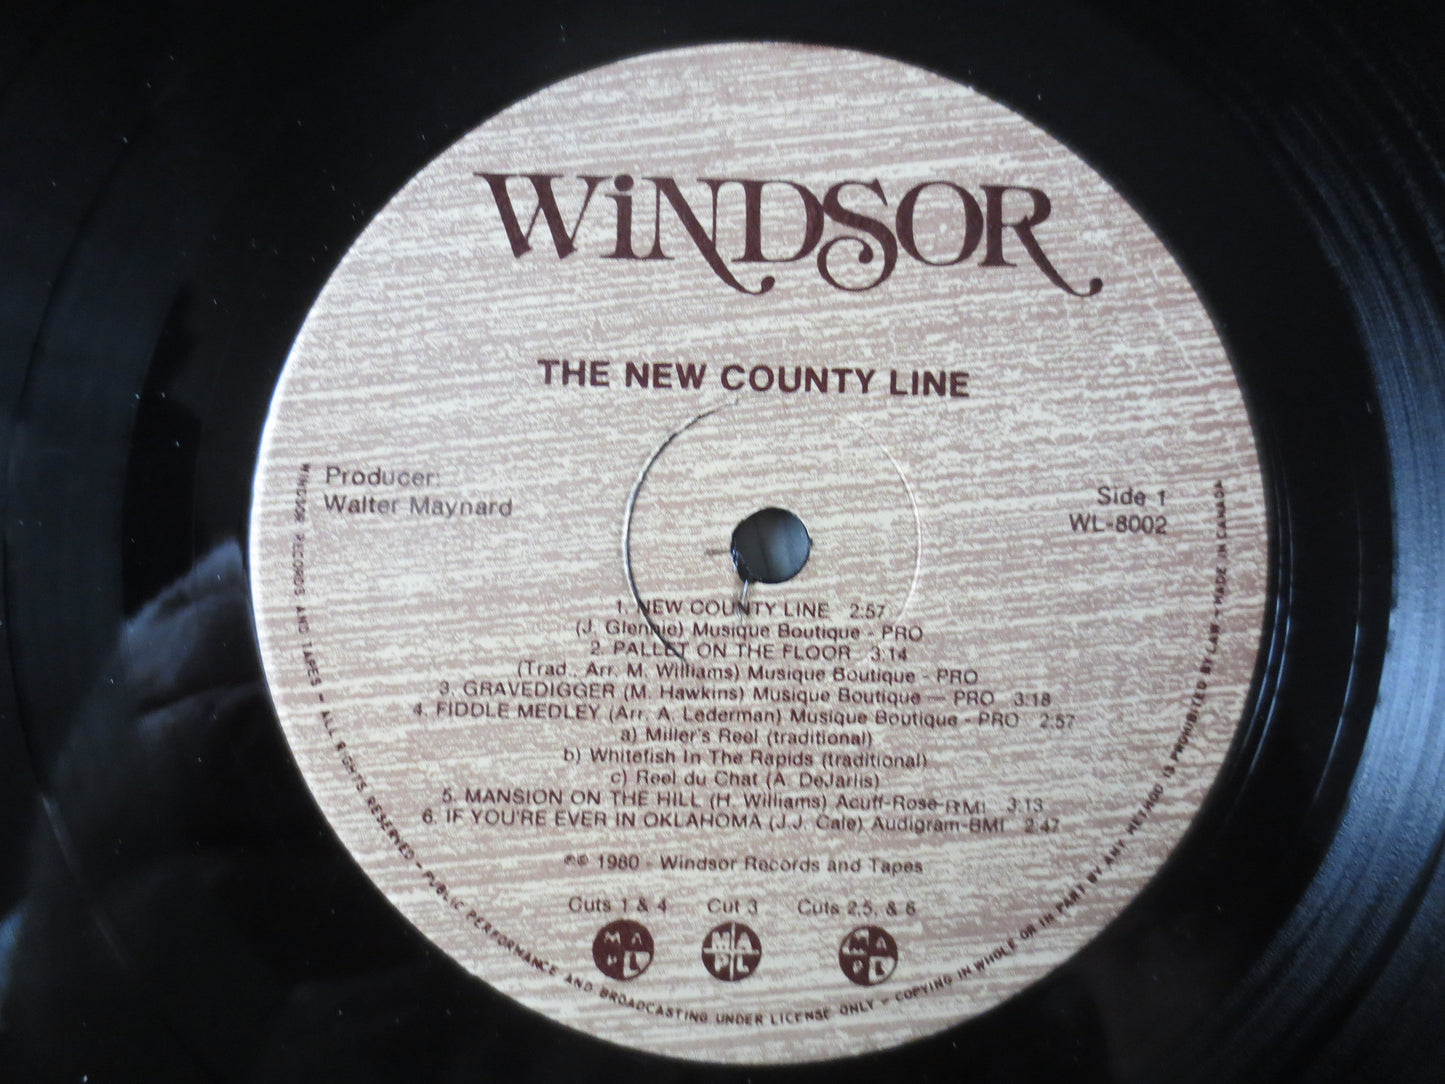 WiNDSOR
THE NEW COUNTY LINE
Producer:
Walter Maynard
Side 1
WL-8002
1. NEW COUNTY LINE 2:57
(J. Glennie) Musique Boutique - PRO
2. PALLET ON THE FLOOR 3:14
(Trad., Arr. M. Williams) Musique Boutique - PRO
3. GRAVEDIGGER (M. Hawkins) Musique Boutique — PRO 3:18
4. FIDDLE MEDLEY (Arr. A. Lederman) Musique Boutique - PRO 2:57
a) Miller's Reel (traditional)
b) Whitefish In The Rapids (traditional)
c) Reel du Chat (A. DeJarlis)
5. MANSION ON THE HILL (H. Williams) Acuff-Rose-BMI 3:13
6. IF YOU'RE EVER IN OKLAHOMA (J.J. Cale) Audigram-BMI 2:47
℗© 1980 - Windsor Records and Tapes
Cuts 1 & 4 Cut 3 Cuts 2,5, & 6
MAPL MAPL MAPL
WINDSOR RECORDS AND TAPES - ALL RIGHTS RESERVED - PUBLIC PERFORMANCE AND BROADCASTING UNDER LICENSE ONLY - COPYING IN WHOLE OR IN PART BY ANY METHOD IS PROHIBITED BY LAW - MADE IN CANADA